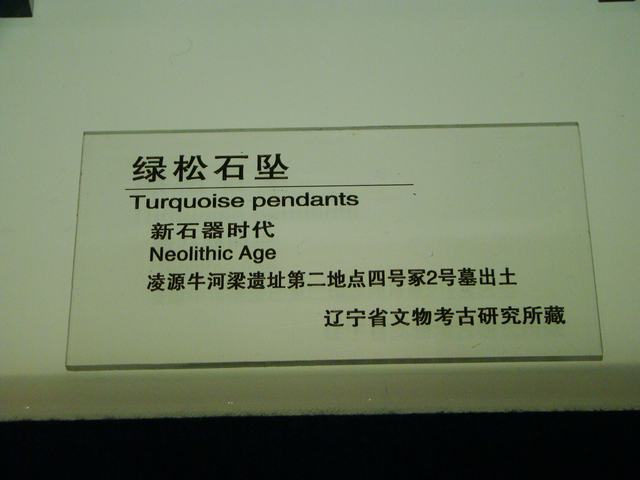 绿松石坠
Turquoise pendants
新石器时代
Neolithic Age
凌源牛河梁遗址第二地点四号冢2号墓出土
辽宁省文物考古研究所藏